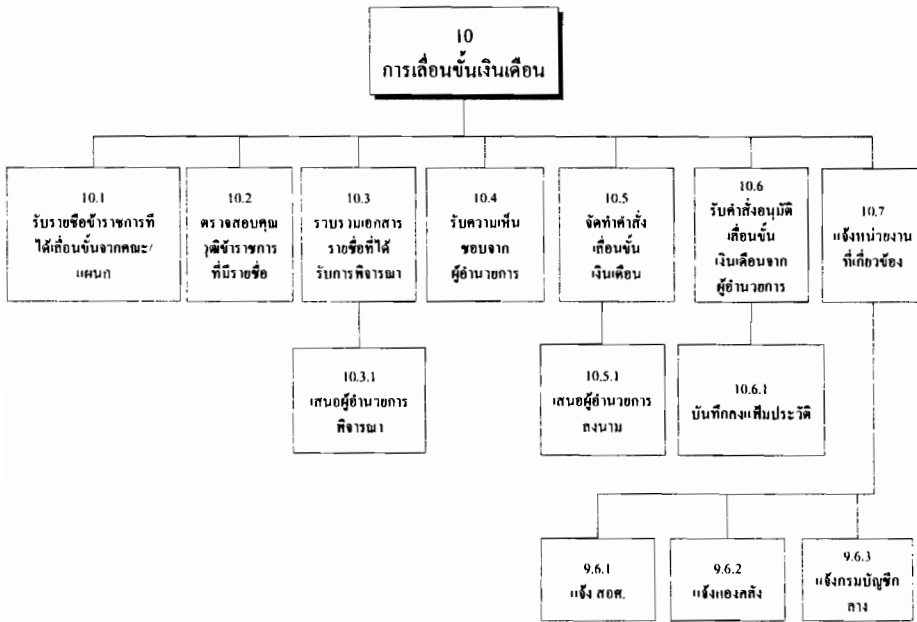 10
การเลื่อนขั้นเงินเดือน
10.1
รับรายชื่อข้าราชการที่
ได้เลื่อนขั้นจากคณะ/
แผนก
10.2
ตรวจสอบคุณ
วุฒิข้าราชการ
ที่มีรายชื่อ
10.3
รวบรวมเอกสาร
รายชื่อที่ได้
รับการพิจารณา
10.4
รับความเห็น
ชอบจาก
ผู้อำนวยการ
10.5
จัดทำคำสั่ง
เลื่อนขั้น
เงินเดือน
10.6
รับคำสั่งอนุมัติ
เลื่อนขั้น
เงินเดือนจาก
ผู้อำนวยการ
10.7
แจ้งหน่วยงาน
ที่เกี่ยวข้อง
10.3.1
เสนอผู้อำนวยการ
พิจารณา
10.5.1
เสนอผู้อำนวยการ
ลงนาม
10.6.1
บันทึกลงแฟ้มประวัติ
9.6.1
แจ้ง สอศ.
9.6.2
แจ้งกองคลัง
9.6.3
แจ้งกรมบัญชีก
ลาง